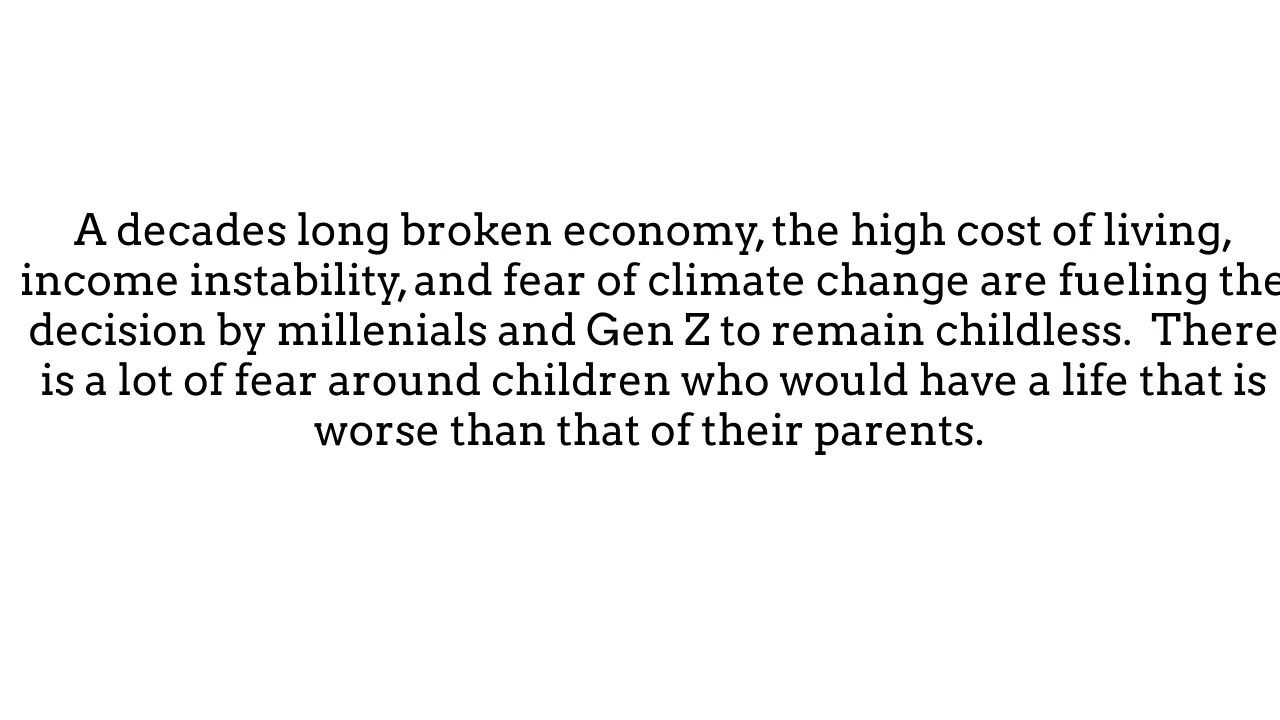 A decades long broken economy, the high cost of living,
income instability, and fear of climate change are fueling the
decision by millenials and Gen Z to remain childless.  There
is a lot of fear around children who would have a life that is
worse than that of their parents.